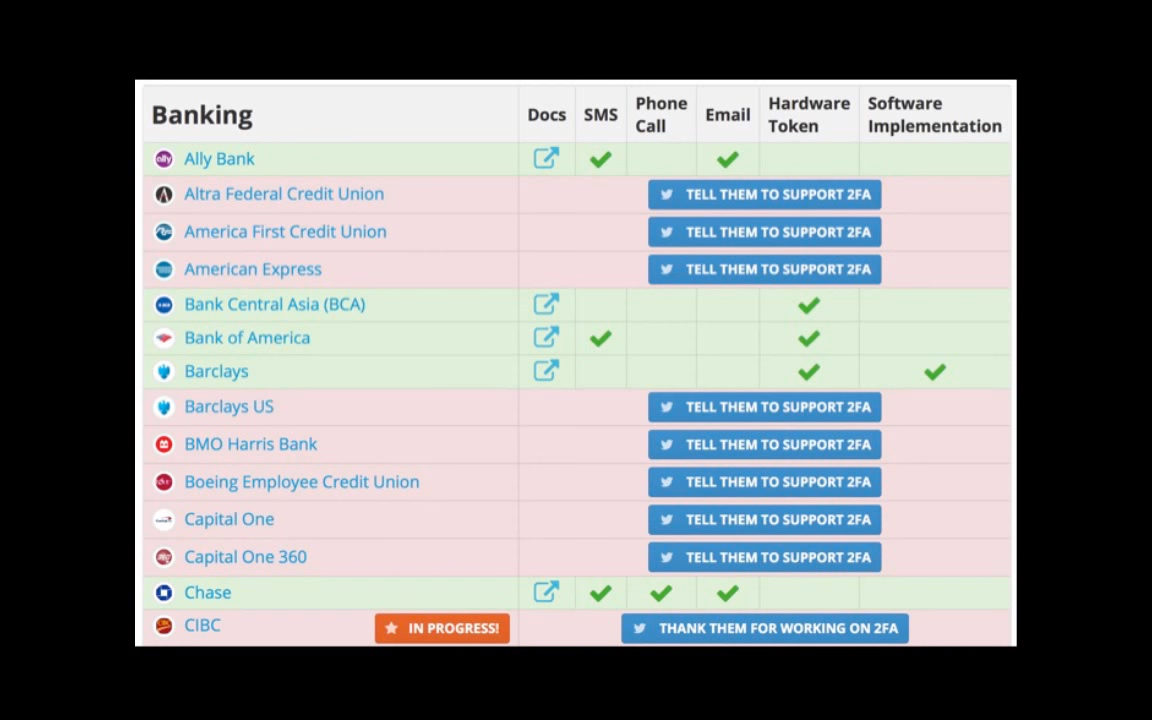 Banking Docs SMS Phone Call Email Hardware Token Software Implementation
Ally Bank
Altra Federal Credit Union TELL THEM TO SUPPORT 2FA
America First Credit Union TELL THEM TO SUPPORT 2FA
American Express TELL THEM TO SUPPORT 2FA
Bank Central Asia (BCA)
Bank of America
Barclays
Barclays US TELL THEM TO SUPPORT 2FA
BMO Harris Bank TELL THEM TO SUPPORT 2FA
Boeing Employee Credit Union TELL THEM TO SUPPORT 2FA
Capital One TELL THEM TO SUPPORT 2FA
Capital One 360 TELL THEM TO SUPPORT 2FA
Chase
CIBC IN PROGRESS! THANK THEM FOR WORKING ON 2FA